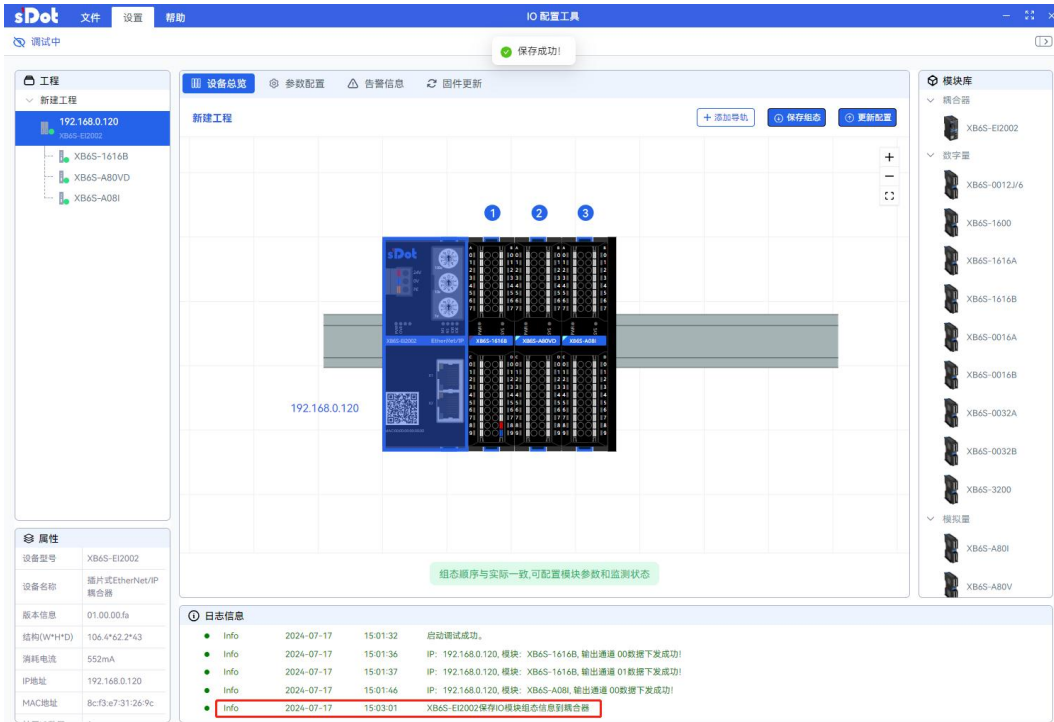 sDot 文件 设置 帮助 IO 配置工具
调试中
保存成功!
工程
新建工程
192.168.0.120
XB6S-EI2002
XB6S-1616B
XB6S-A80VD
XB6S-A08I
设备总览 参数配置 告警信息 固件更新
新建工程
+ 添加导轨 保存组态 更新配置
1 2 3
sDot
XB6S-EI2002 EtherNet/IP XB6S-1616B XB6S-A80VD XB6S-A08I
192.168.0.120
组态顺序与实际一致,可配置模块参数和监测状态
模块库
耦合器
XB6S-EI2002
数字量
XB6S-0012J/6
XB6S-1600
XB6S-1616A
XB6S-1616B
XB6S-0016A
XB6S-0016B
XB6S-0032A
XB6S-0032B
XB6S-3200
模拟量
XB6S-A80I
XB6S-A80V
属性
设备型号 XB6S-EI2002
设备名称 插片式EtherNet/IP
耦合器
版本信息 01.00.00.fa
结构(W*H*D) 106.4*62.2*43
消耗电流 552mA
IP地址 192.168.0.120
MAC地址 8c:f3:e7:31:26:9c
日志信息
Info 2024-07-17 15:01:32 启动调试成功。
Info 2024-07-17 15:01:36 IP: 192.168.0.120, 模块: XB6S-1616B, 输出通道 00数据下发成功!
Info 2024-07-17 15:01:37 IP: 192.168.0.120, 模块: XB6S-1616B, 输出通道 01数据下发成功!
Info 2024-07-17 15:01:46 IP: 192.168.0.120, 模块: XB6S-A08I, 输出通道 00数据下发成功!
Info 2024-07-17 15:03:01 XB6S-EI2002保存IO模块组态信息到耦合器